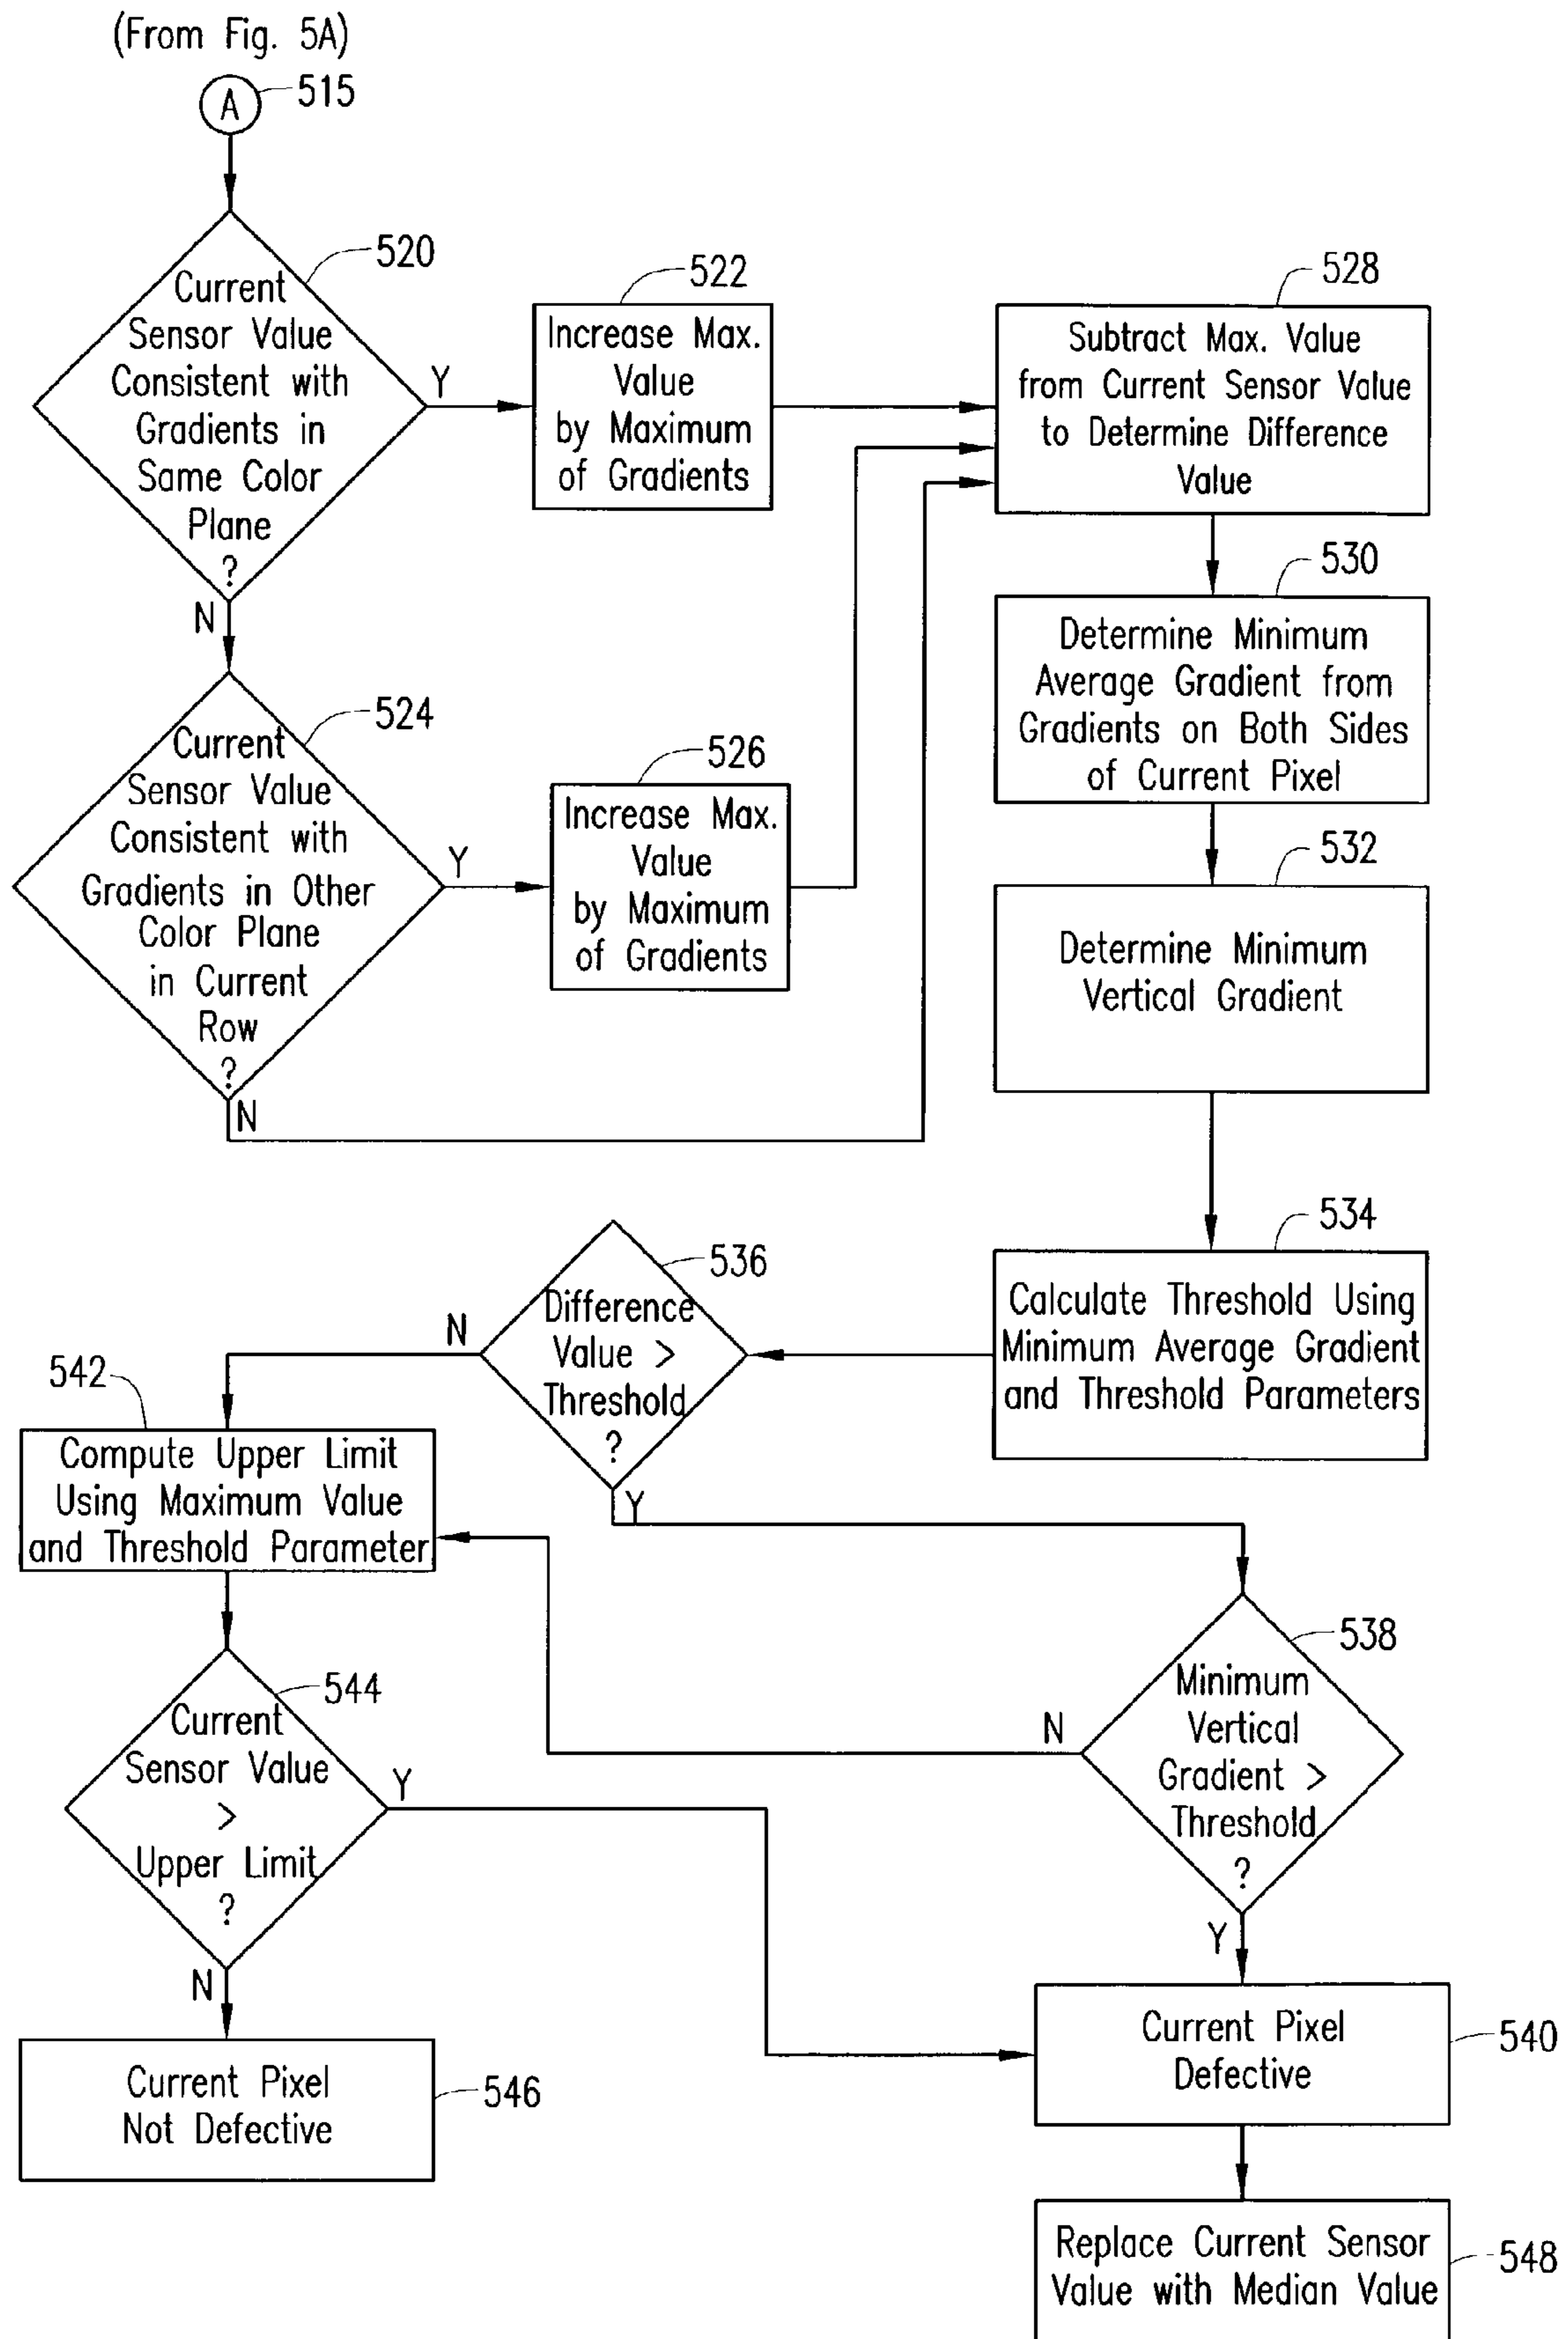 (From Fig. 5A)
A
515
520
Current
Sensor Value
Consistent with
Gradients in
Same Color
Plane
?
Y
N
522
Increase Max.
Value
by Maximum
of Gradients
528
Subtract Max. Value
from Current Sensor Value
to Determine Difference
Value
530
Determine Minimum
Average Gradient from
Gradients on Both Sides
of Current Pixel
524
Current
Sensor Value
Consistent with
Gradients in Other
Color Plane
in Current
Row
?
Y
N
526
Increase Max.
Value
by Maximum
of Gradients
532
Determine Minimum
Vertical Gradient
534
Calculate Threshold Using
Minimum Average Gradient
and Threshold Parameters
536
Difference
Value >
Threshold
?
N
Y
542
Compute Upper Limit
Using Maximum Value
and Threshold Parameter
538
Minimum
Vertical
Gradient >
Threshold
?
N
Y
544
Current
Sensor Value
>
Upper Limit
?
Y
N
546
Current Pixel
Not Defective
540
Current Pixel
Defective
548
Replace Current Sensor
Value with Median Value